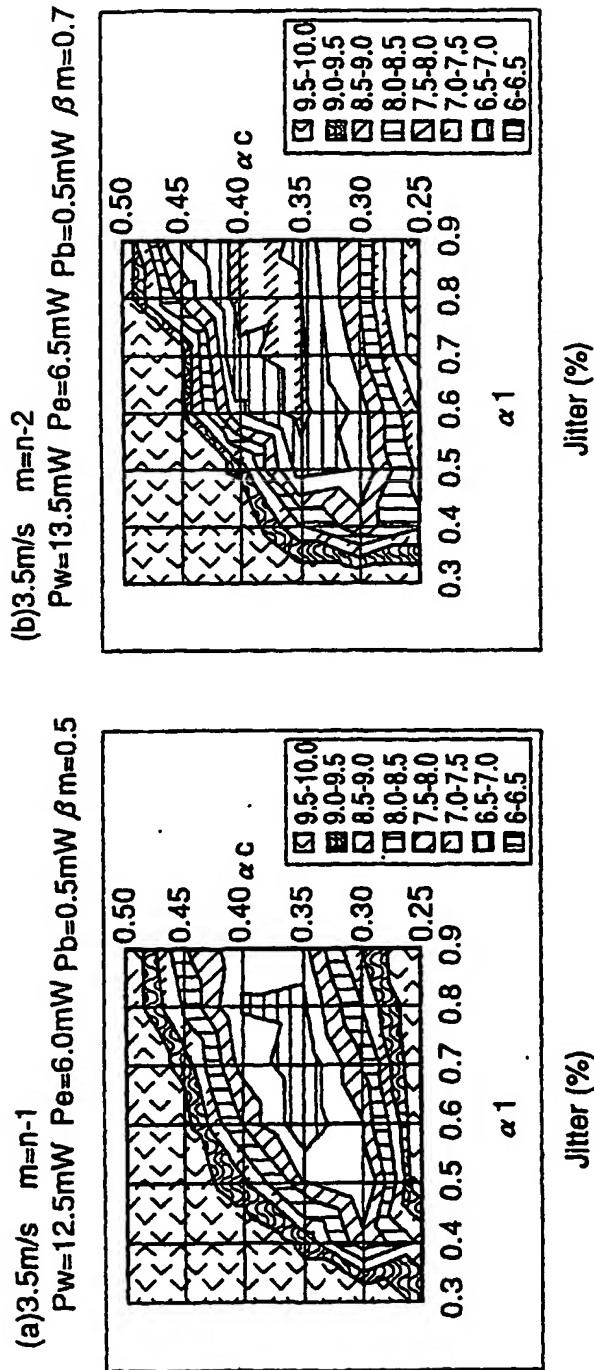 (a)3.5m/s m=n-1
Pw=12.5mW Pe=6.0mW Pb=0.5mW βm=0.5
0.50
0.45
0.40
αc
0.35
0.30
0.25
0.3 0.4 0.5 0.6 0.7 0.8 0.9
α1
9.5-10.0
9.0-9.5
8.5-9.0
8.0-8.5
7.5-8.0
7.0-7.5
6.5-7.0
6-6.5
Jitter (%)
(b)3.5m/s m=n-2
Pw=13.5mW Pe=6.5mW Pb=0.5mW βm=0.7
0.50
0.45
0.40
αc
0.35
0.30
0.25
0.3 0.4 0.5 0.6 0.7 0.8 0.9
α1
9.5-10.0
9.0-9.5
8.5-9.0
8.0-8.5
7.5-8.0
7.0-7.5
6.5-7.0
6-6.5
Jitter (%)